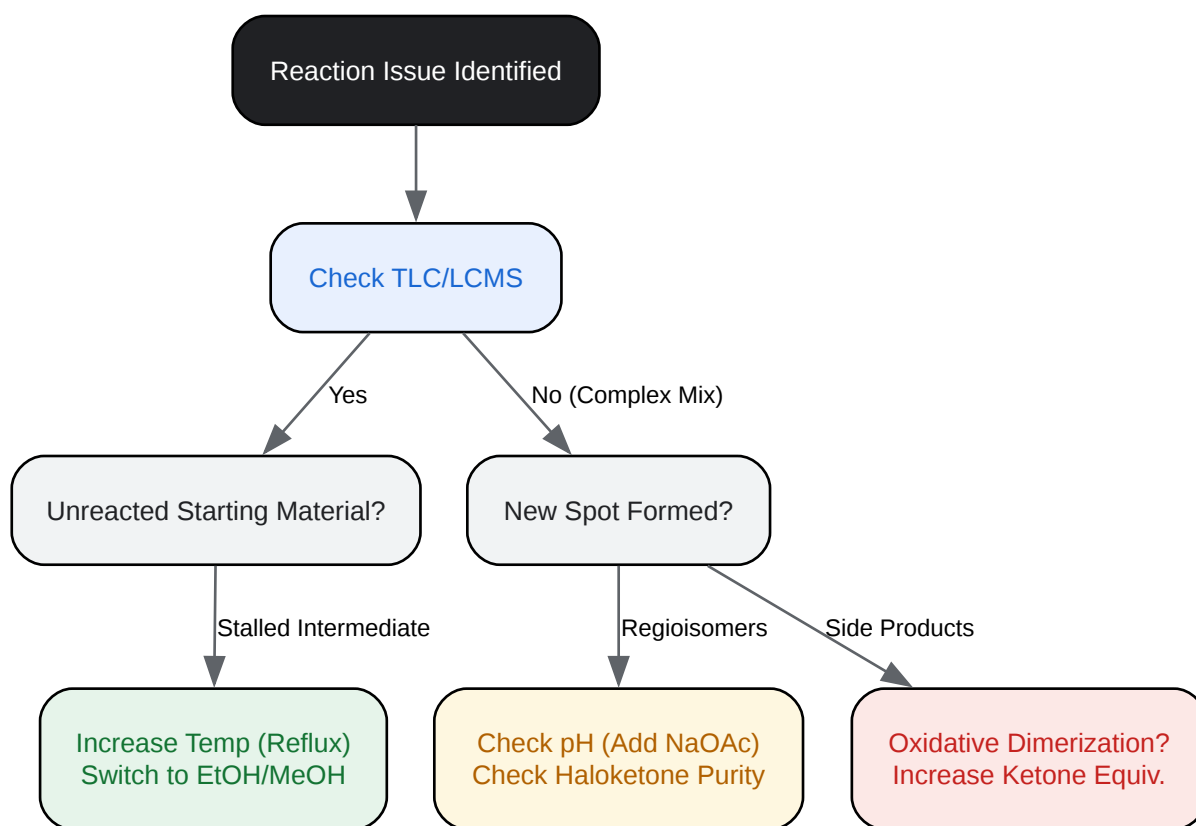 Reaction Issue Identified
Check TLC/LCMS
Yes
No (Complex Mix)
Unreacted Starting Material?
New Spot Formed?
Stalled Intermediate
Regioisomers
Side Products
Increase Temp (Reflux)
Switch to EtOH/MeOH
Check pH (Add NaOAc)
Check Haloketone Purity
Oxidative Dimerization?
Increase Ketone Equiv.